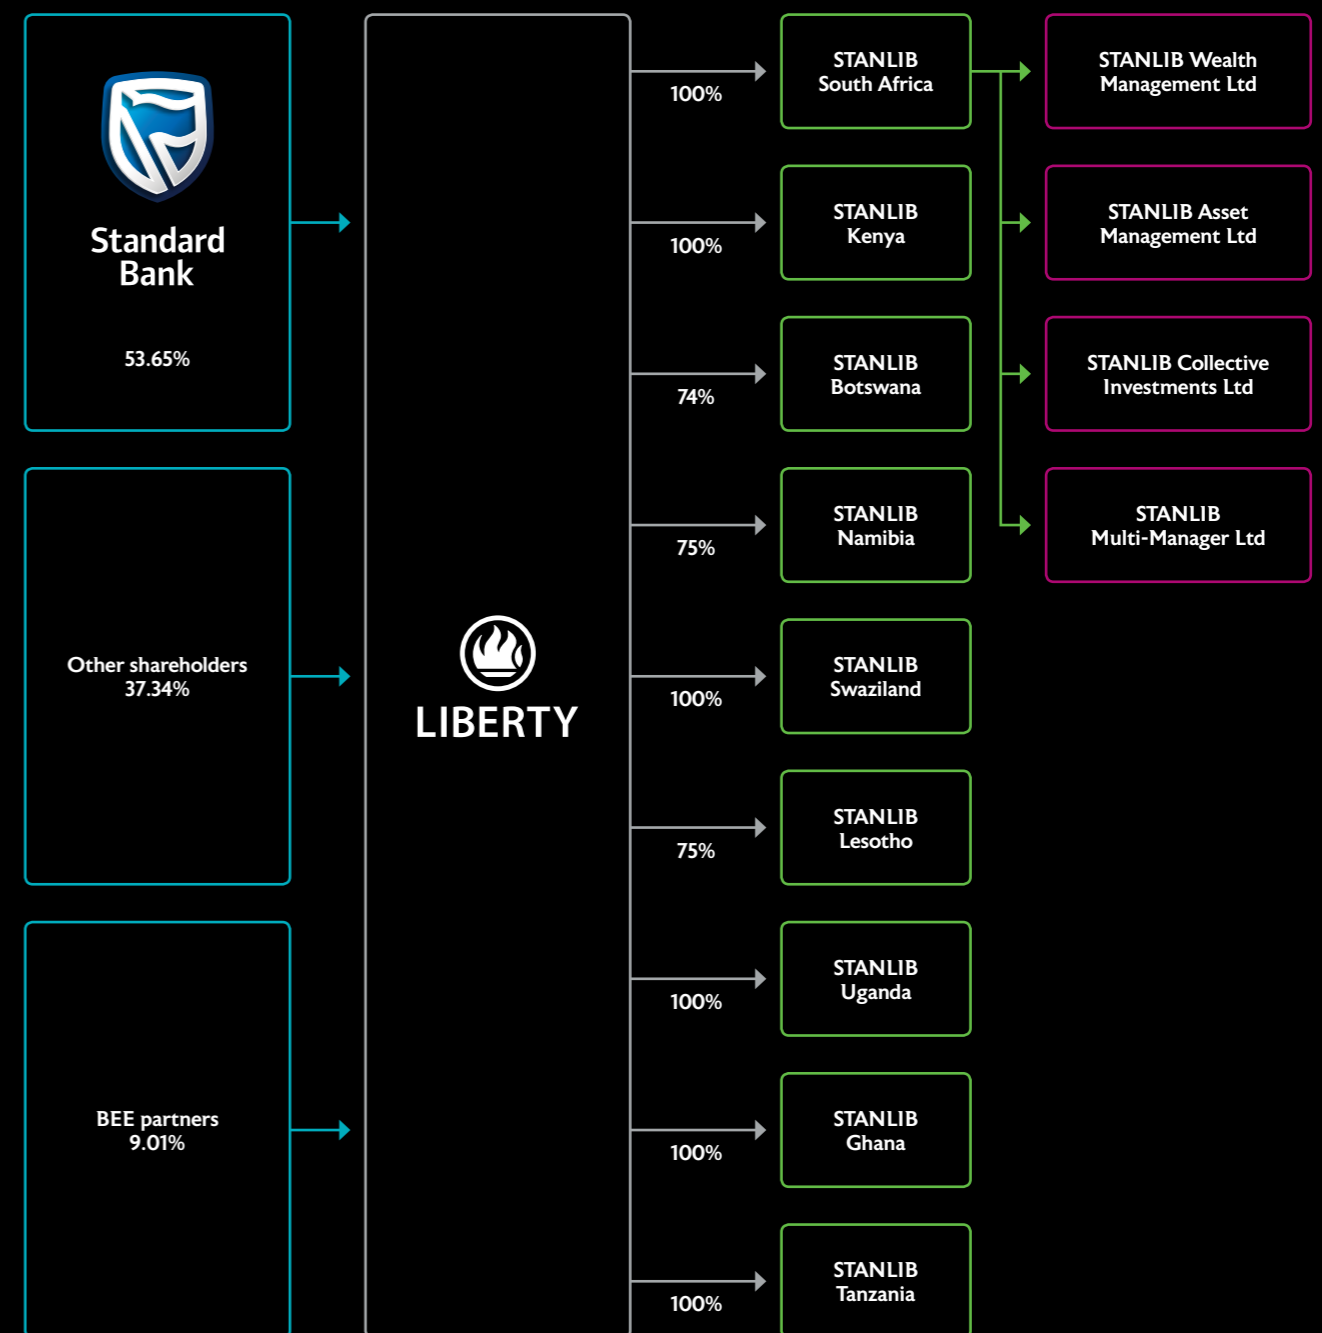 Standard
Bank
53.65%
Other shareholders
37.34%
BEE partners
9.01%
LIBERTY
100%
STANLIB
South Africa
100%
STANLIB
Kenya
74%
STANLIB
Botswana
75%
STANLIB
Namibia
100%
STANLIB
Swaziland
75%
STANLIB
Lesotho
100%
STANLIB
Uganda
100%
STANLIB
Ghana
100%
STANLIB
Tanzania
STANLIB Wealth
Management Ltd
STANLIB Asset
Management Ltd
STANLIB Collective
Investments Ltd
STANLIB
Multi-Manager Ltd